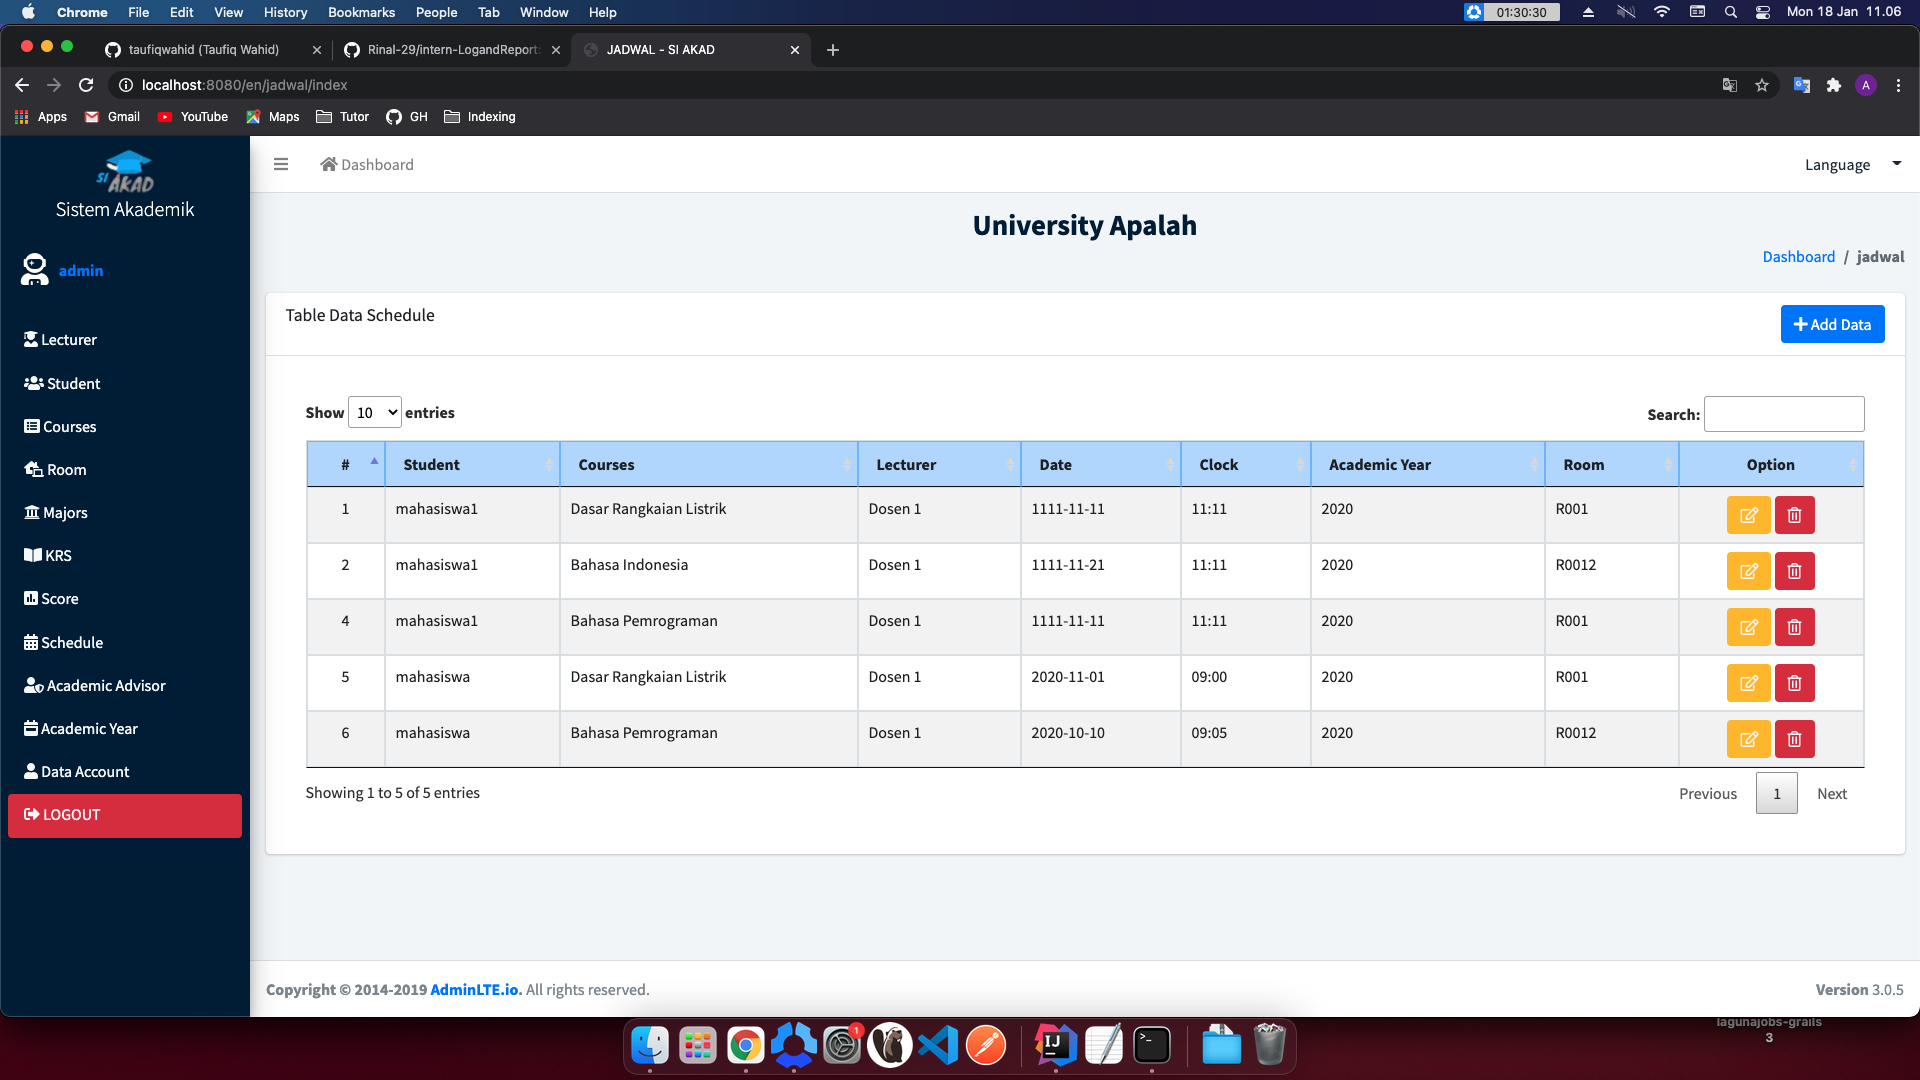 Chrome File Edit View History Bookmarks People Tab Window Help 01:30:30 Mon 18 Jan 11.06
taufiqwahid (Taufiq Wahid) Rinal-29/intern-LogandReport JADWAL - SI AKAD
localhost:8080/en/jadwal/index A
Apps Gmail YouTube Maps Tutor GH Indexing
SI AKAD
Sistem Akademik
admin
Lecturer
Student
Courses
Room
Majors
KRS
Score
Schedule
Academic Advisor
Academic Year
Data Account
LOGOUT
Dashboard Language
University Apalah
Dashboard / jadwal
Table Data Schedule + Add Data
Show 10 entries Search:
# Student Courses Lecturer Date Clock Academic Year Room Option
1 mahasiswa1 Dasar Rangkaian Listrik Dosen 1 1111-11-11 11:11 2020 R001
2 mahasiswa1 Bahasa Indonesia Dosen 1 1111-11-21 11:11 2020 R0012
4 mahasiswa1 Bahasa Pemrograman Dosen 1 1111-11-11 11:11 2020 R001
5 mahasiswa Dasar Rangkaian Listrik Dosen 1 2020-11-01 09:00 2020 R001
6 mahasiswa Bahasa Pemrograman Dosen 1 2020-10-10 09:05 2020 R0012
Showing 1 to 5 of 5 entries Previous 1 Next
Copyright © 2014-2019 AdminLTE.io. All rights reserved. Version 3.0.5
lagunajobs-grails
3
1
IJ
>_